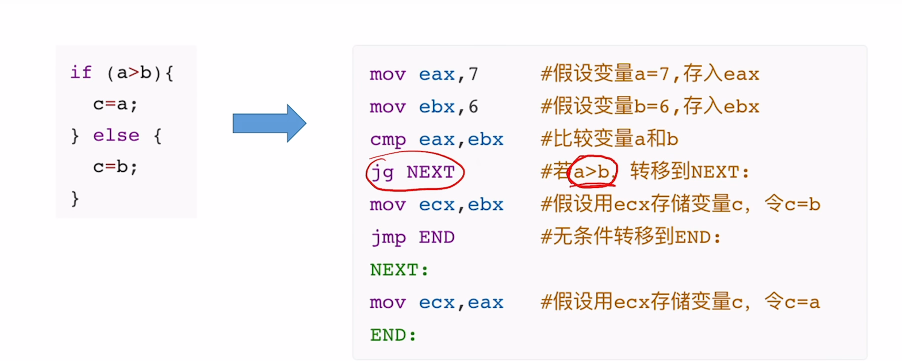 if (a>b){
c=a;
} else {
c=b;
}
mov eax,7 #假设变量a=7,存入eax
mov ebx,6 #假设变量b=6,存入ebx
cmp eax,ebx #比较变量a和b
jg NEXT #若a>b，转移到NEXT:
mov ecx,ebx #假设用ecx存储变量c，令c=b
jmp END #无条件转移到END:
NEXT:
mov ecx,eax #假设用ecx存储变量c，令c=a
END: